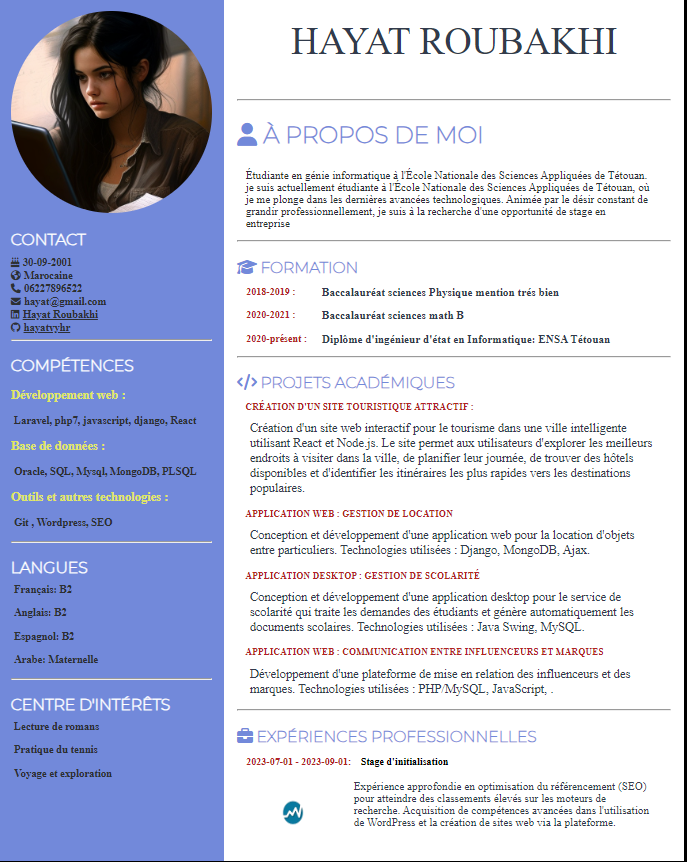 HAYAT ROUBAKHI
CONTACT
30-09-2001
Marocaine
06227896522
hayat@gmail.com
Hayat Roubakhi
hayatvyhr
COMPÉTENCES
Développement web :
Laravel, php7, javascript, django, React
Base de données :
Oracle, SQL, Mysql, MongoDB, PLSQL
Outils et autres technologies :
Git , Wordpress, SEO
LANGUES
Français: B2
Anglais: B2
Espagnol: B2
Arabe: Maternelle
CENTRE D'INTÉRÊTS
Lecture de romans
Pratique du tennis
Voyage et exploration
À PROPOS DE MOI
Étudiante en génie informatique à l'École Nationale des Sciences Appliquées de Tétouan.
je suis actuellement étudiante à l'École Nationale des Sciences Appliquées de Tétouan, où
je me plonge dans les dernières avancées technologiques. Animée par le désir constant de
grandir professionnellement, je suis à la recherche d'une opportunité de stage en
entreprise
FORMATION
2018-2019 : Baccalauréat sciences Physique mention trés bien
2020-2021 : Baccalauréat sciences math B
2020-présent : Diplôme d'ingénieur d'état en Informatique: ENSA Tétouan
</> PROJETS ACADÉMIQUES
CRÉATION D'UN SITE TOURISTIQUE ATTRACTIF :
Création d'un site web interactif pour le tourisme dans une ville intelligente
utilisant React et Node.js. Le site permet aux utilisateurs d'explorer les meilleurs
endroits à visiter dans la ville, de planifier leur journée, de trouver des hôtels
disponibles et d'identifier les itinéraires les plus rapides vers les destinations
populaires.
APPLICATION WEB : GESTION DE LOCATION
Conception et développement d'une application web pour la location d'objets
entre particuliers. Technologies utilisées : Django, MongoDB, Ajax.
APPLICATION DESKTOP : GESTION DE SCOLARITÉ
Conception et développement d'une application desktop pour le service de
scolarité qui traite les demandes des étudiants et génère automatiquement les
documents scolaires. Technologies utilisées : Java Swing, MySQL.
APPLICATION WEB : COMMUNICATION ENTRE INFLUENCEURS ET MARQUES
Développement d'une plateforme de mise en relation des influenceurs et des
marques. Technologies utilisées : PHP/MySQL, JavaScript, .
EXPÉRIENCES PROFESSIONNELLES
2023-07-01 - 2023-09-01: Stage d'initialisation
Expérience approfondie en optimisation du référencement (SEO)
pour atteindre des classements élevés sur les moteurs de
recherche. Acquisition de compétences avancées dans l'utilisation
de WordPress et la création de sites web via la plateforme.